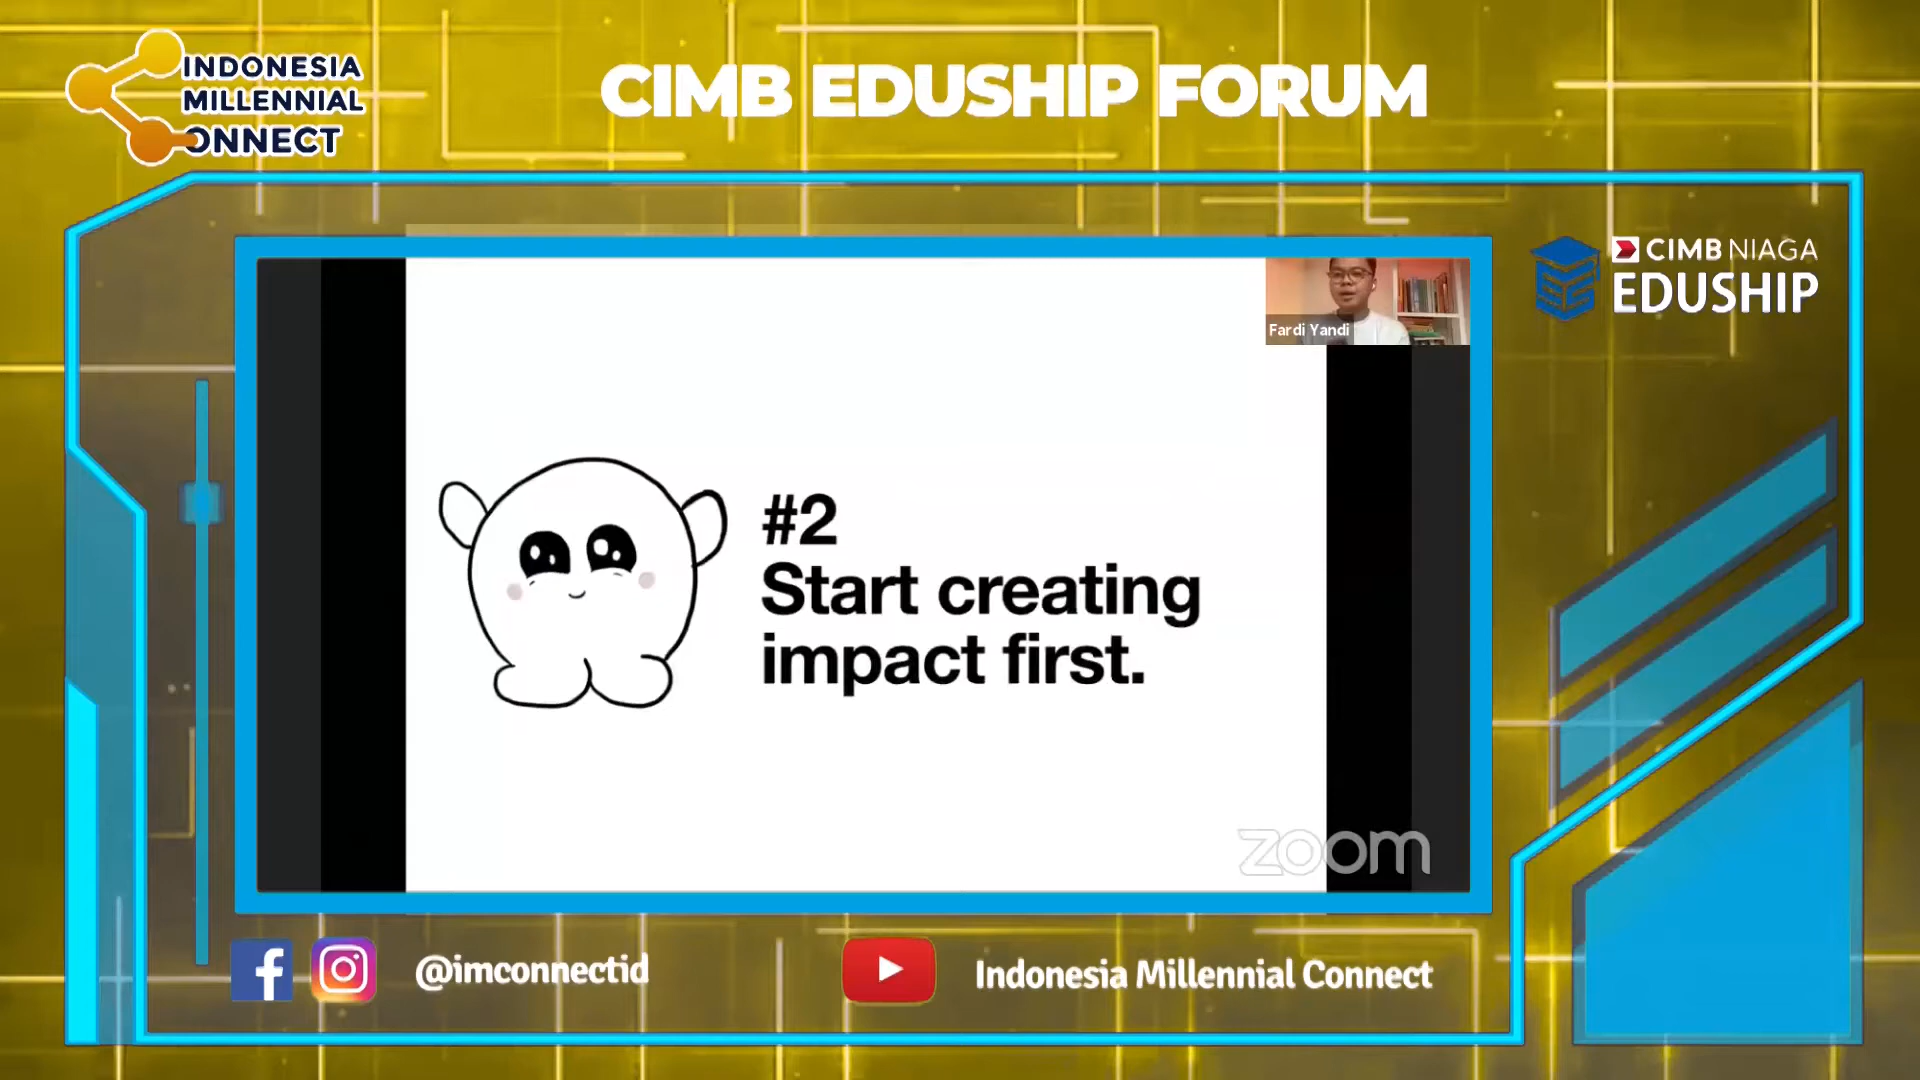 INDONESIA
MILLENNIAL
CONNECT
CIMB EDUSHIP FORUM
CIMB NIAGA
EDUSHIP
Fardi Yandi
#2
Start creating
impact first.
zoom
@imconnectid
Indonesia Millennial Connect